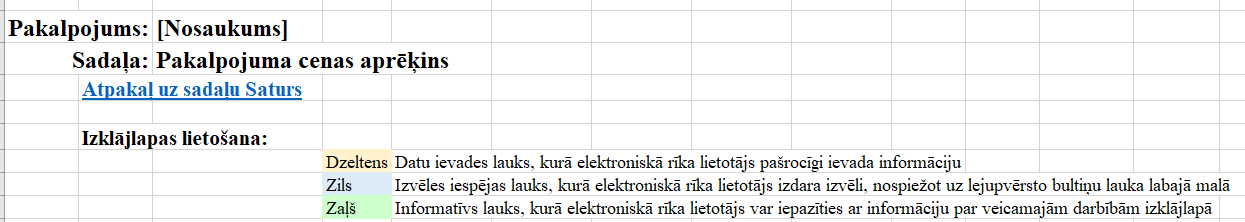 Pakalpojums: [Nosaukums]
Sadaļa: Pakalpojuma cenas aprēķins
Atpakaļ uz sadaļu Saturs
Izklājlapas lietošana:
Dzeltens Datu ievades lauks, kurā elektroniskā rīka lietotājs pašrocīgi ievada informāciju
Zils Izvēles iespējas lauks, kurā elektroniskā rīka lietotājs izdara izvēli, nospiežot uz lejupvērsto bultiņu lauka labajā malā
Zaļš Informatīvs lauks, kurā elektroniskā rīka lietotājs var iepazīties ar informāciju par veicamajām darbībām izklājlapā